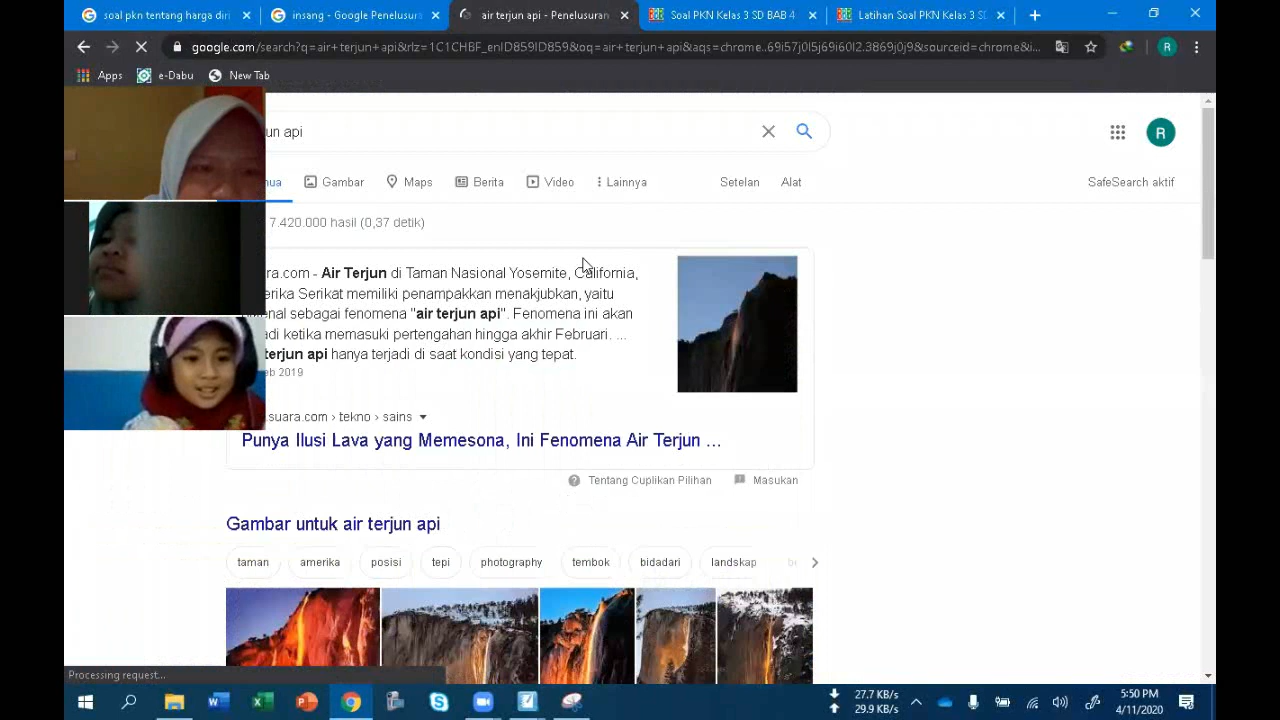 soal pkn tentang harga diri
insang - Google Penelusura
air terjun api - Penelusuran
Soal PKN Kelas 3 SD BAB 4
Latihan Soal PKN Kelas 3 SD
google.com/search?q=air+terjun+api&rlz=1C1CHBF_enID859ID859&oq=air+terjun+api&aqs=chrome..69i57j0l5j69i60l2.3869j0j9&sourceid=chrome&i...
R
Apps
e-Dabu
New Tab
jun api
R
Gambar
Maps
Berita
Video
Lainnya
Setelan
Alat
SafeSearch aktif
7.420.000 hasil (0,37 detik)
ra.com - Air Terjun di Taman Nasional Yosemite, California,
erika Serikat memiliki penampakkan menakjubkan, yaitu
enal sebagai fenomena "air terjun api". Fenomena ini akan
adi ketika memasuki pertengahan hingga akhir Februari. ...
terjun api hanya terjadi di saat kondisi yang tepat.
eb 2019
.suara.com › tekno › sains
Punya Ilusi Lava yang Memesona, Ini Fenomena Air Terjun ...
Tentang Cuplikan Pilihan
Masukan
Gambar untuk air terjun api
taman
amerika
posisi
tepi
photography
tembok
bidadari
landskap
Processing request...
27.7 KB/s
29.9 KB/s
5:50 PM
4/11/2020